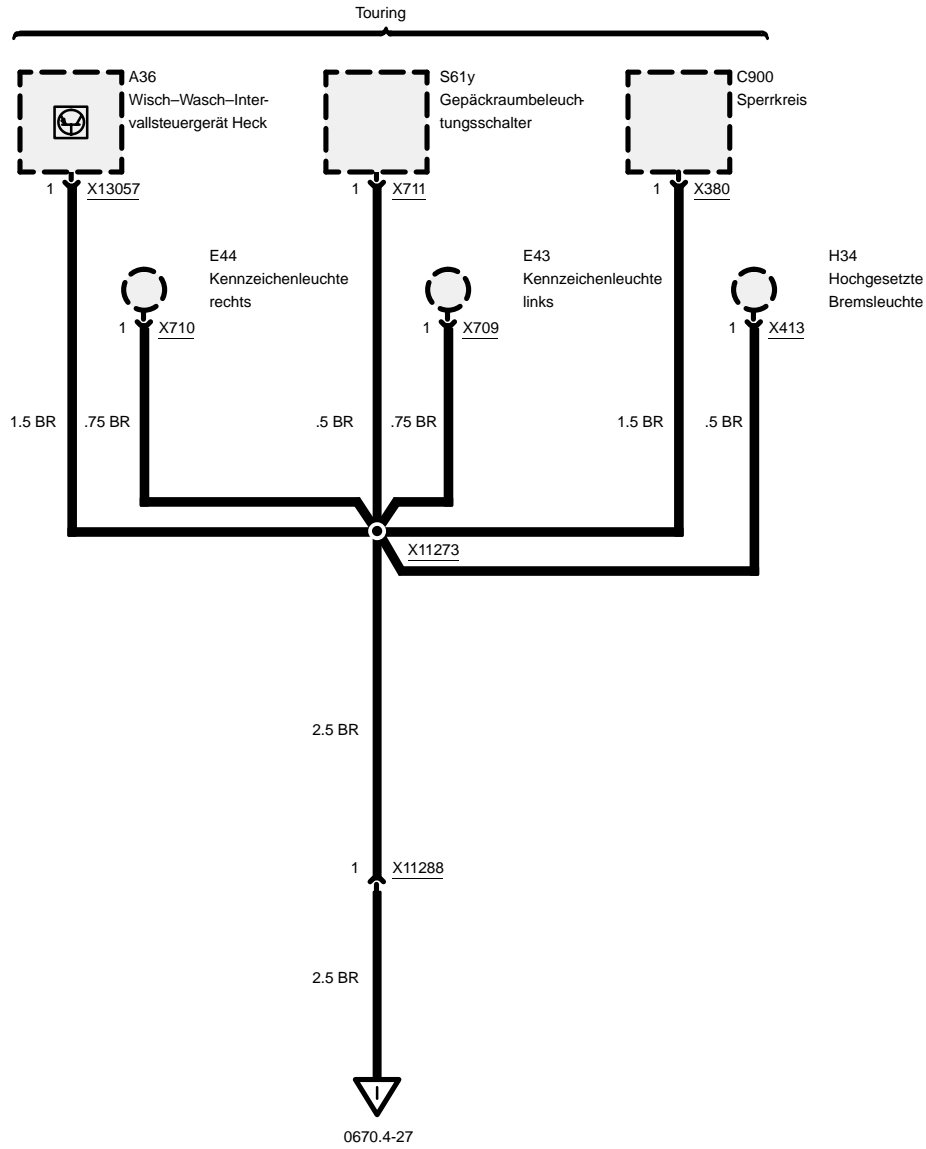 Touring
A36
Wisch–Wasch–Inter-
vallsteuergerät Heck
S61y
Gepäckraumbeleuch-
tungsschalter
C900
Sperrkreis
1 X13057
1 X711
1 X380
E44
Kennzeichenleuchte
rechts
E43
Kennzeichenleuchte
links
H34
Hochgesetzte
Bremsleuchte
1 X710
1 X709
1 X413
1.5 BR
.75 BR
.5 BR
.75 BR
1.5 BR
.5 BR
X11273
2.5 BR
1 X11288
2.5 BR
I
0670.4-27